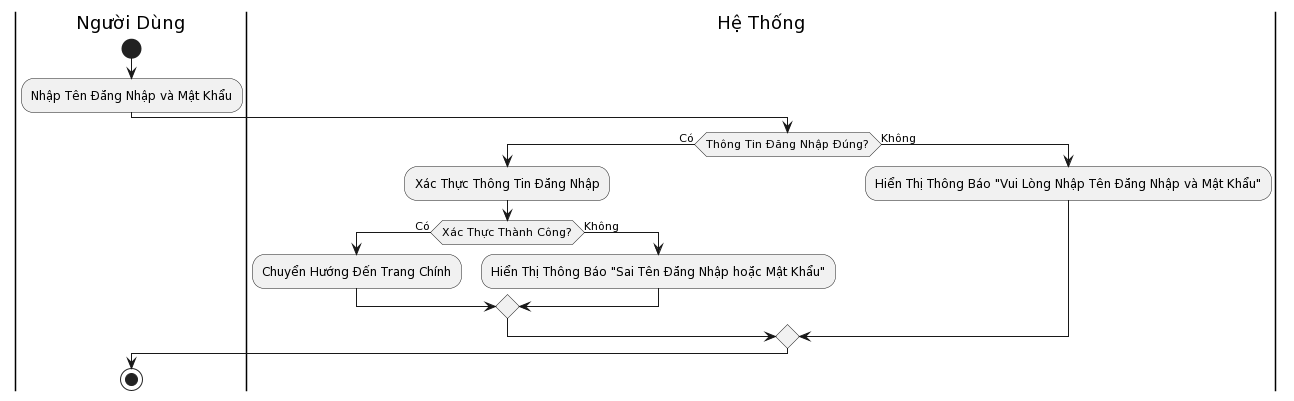 Người Dùng
Hệ Thống
Nhập Tên Đăng Nhập và Mật Khẩu
Có
Thông Tin Đăng Nhập Đúng?
Không
Xác Thực Thông Tin Đăng Nhập
Hiển Thị Thông Báo "Vui Lòng Nhập Tên Đăng Nhập và Mật Khẩu"
Có
Xác Thực Thành Công?
Không
Chuyển Hướng Đến Trang Chính
Hiển Thị Thông Báo "Sai Tên Đăng Nhập hoặc Mật Khẩu"